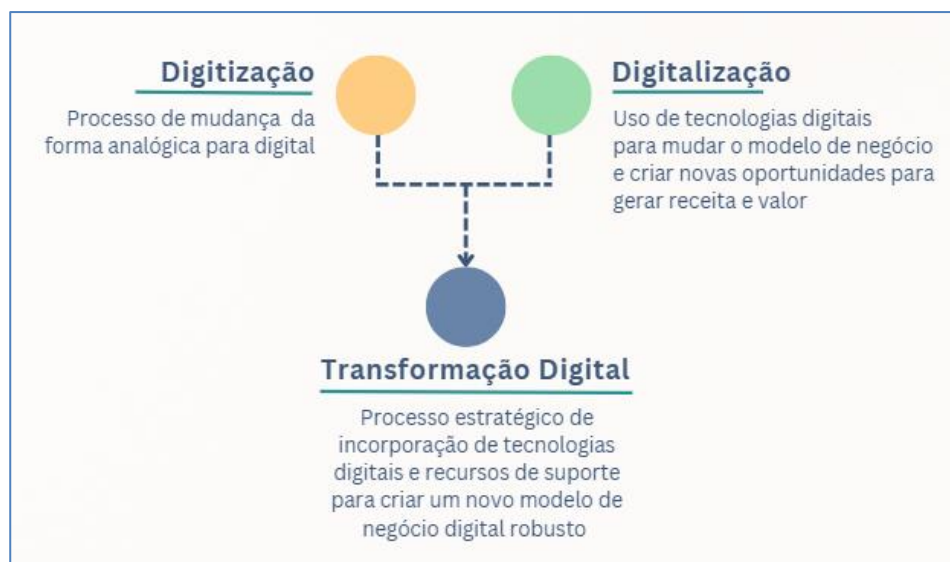 Digitização
Processo de mudança da
forma analógica para digital
Digitalização
Uso de tecnologias digitais
para mudar o modelo de negócio
e criar novas oportunidades para
gerar receita e valor
Transformação Digital
Processo estratégico de
incorporação de tecnologias
digitais e recursos de suporte
para criar um novo modelo de
negócio digital robusto